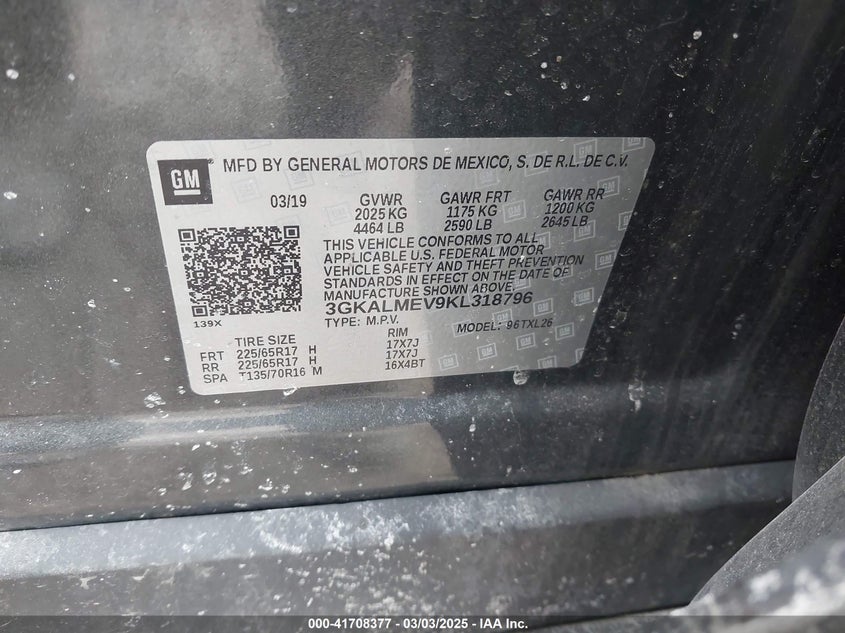 GM
MFD BY GENERAL MOTORS DE MEXICO, S. DE R.L. DE C.V.
03/19 GVWR GAWR FRT GAWR RR
2025 KG 1175 KG 1200 KG
4464 LB 2590 LB 2645 LB
THIS VEHICLE CONFORMS TO ALL
APPLICABLE U.S. FEDERAL MOTOR
VEHICLE SAFETY AND THEFT PREVENTION
STANDARDS IN EFFECT ON THE DATE OF
MANUFACTURE SHOWN ABOVE.
3GKALMEV9KL318796
139X
TYPE: M.P.V. MODEL: 96TXL26
TIRE SIZE RIM
FRT 225/65R17 H 17X7J
RR 225/65R17 H 17X7J
SPA T135/70R16 M 16X4BT
000-41708377 - 03/03/2025 - IAA Inc.